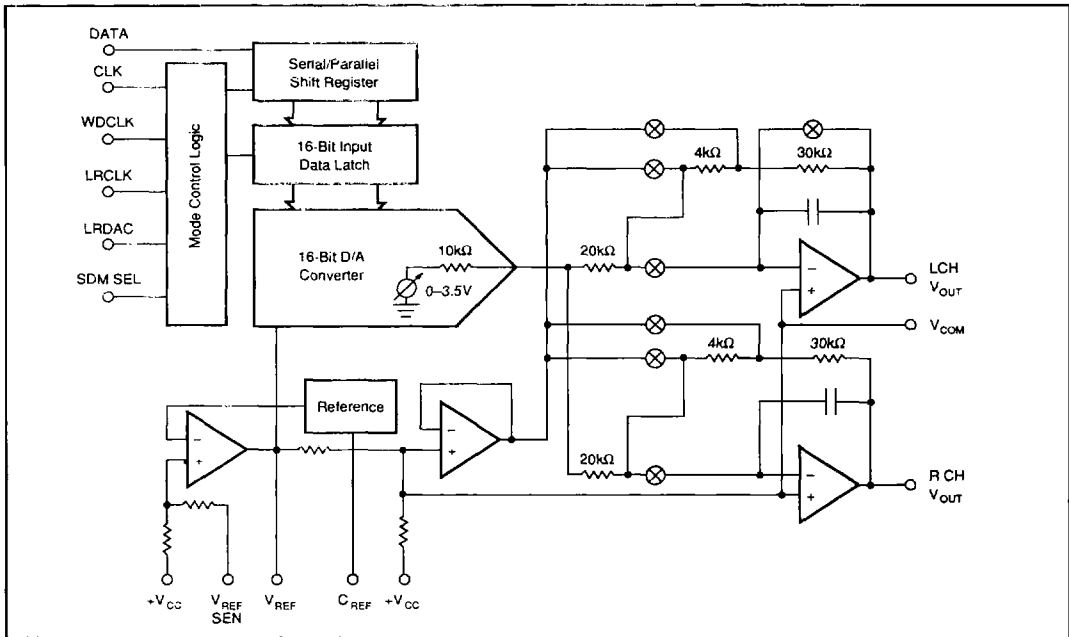 DATA
CLK
WDCLK
LRCLK
LRDAC
SDM SEL
Mode Control Logic
Serial/Parallel
Shift Register
16-Bit Input
Data Latch
16-Bit D/A
Converter
10kΩ
0–3.5V
20kΩ
4kΩ
30kΩ
−
+
LCH
VOUT
VCOM
4kΩ
30kΩ
20kΩ
−
+
R CH
VOUT
Reference
−
+
−
+
+VCC
VREF
SEN
VREF
CREF
+VCC